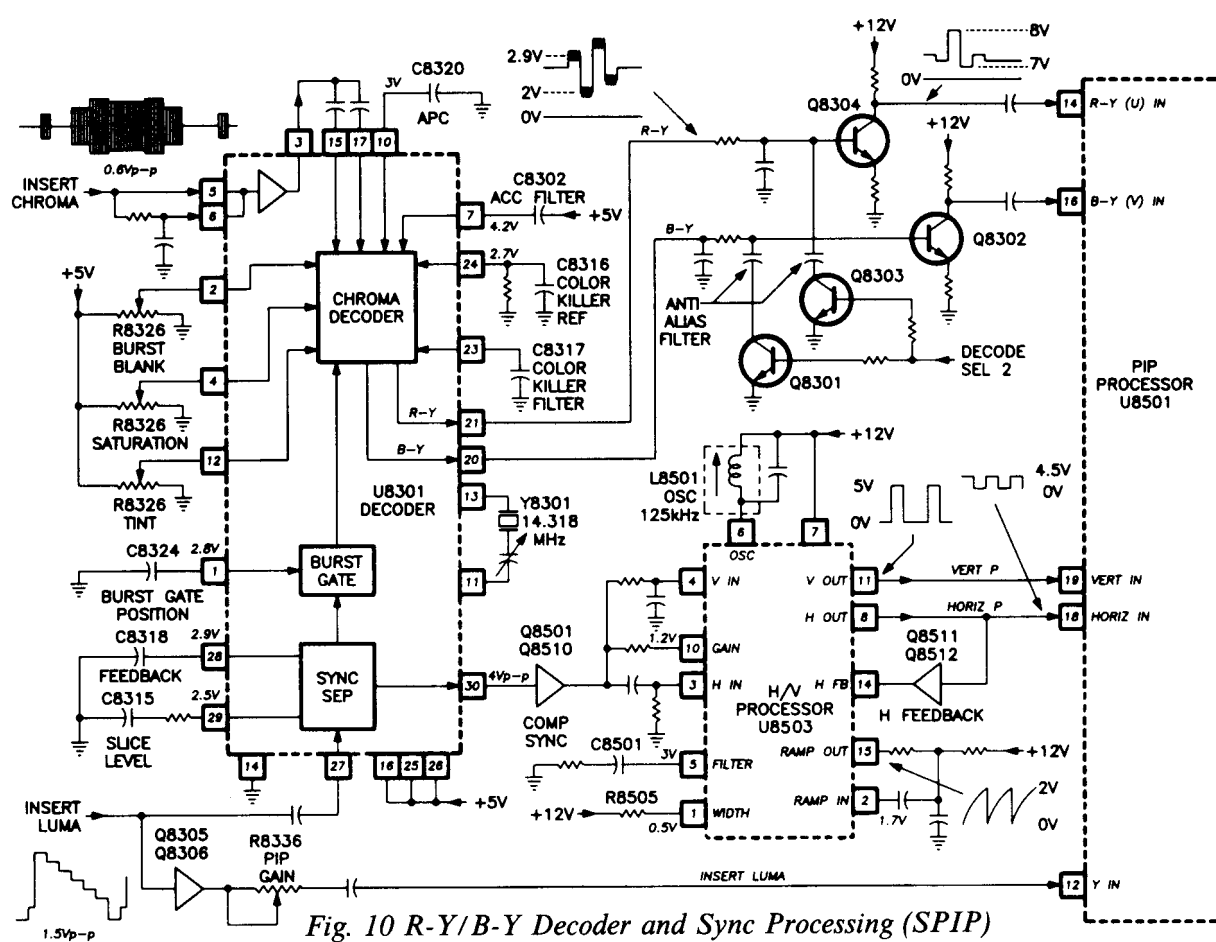 +12V
8V
7V
0V
2.9V
2V
0V
C8320
3V
APC
Q8304
14
R-Y (U) IN
+12V
3
15
17
10
0.6Vp-p
R-Y
INSERT
CHROMA
5
6
C8302
ACC FILTER
7
4.2V
+5V
B-Y
16
B-Y (V) IN
Q8302
+5V
2
24
2.7V
C8316
COLOR
KILLER
REF
CHROMA
DECODER
Q8303
ANTI
ALIAS
FILTER
R8326
BURST
BLANK
23
C8317
COLOR
KILLER
FILTER
DECODE
SEL 2
Q8301
4
PIP
PROCESSOR
U8501
R8326
SATURATION
R-Y
21
B-Y
20
+12V
12
R8326
TINT
U8301
DECODER
13
Y8301
14.318
MHz
11
L8501
OSC
125kHz
5V
0V
4.5V
0V
6
7
OSC
C8324
2.8V
1
BURST GATE
POSITION
BURST
GATE
4
V IN
V OUT
11
VERT P
19
VERT IN
H OUT
8
HORIZ P
18
HORIZ IN
C8318
2.9V
28
FEEDBACK
C8315
2.5V
29
SLICE
LEVEL
SYNC
SEP
30
4Vp-p
Q8501
Q8510
COMP
SYNC
1.2V
10
GAIN
3
H IN
H FB
14
Q8511
Q8512
H FEEDBACK
H/V
PROCESSOR
U8503
C8501
3V
5
FILTER
RAMP OUT
15
+12V
14
27
16
25
26
+5V
+12V
R8505
0.5V
1
WIDTH
RAMP IN
2
1.7V
2V
0V
INSERT
LUMA
Q8305
Q8306
R8336
PIP
GAIN
INSERT LUMA
12
Y IN
1.5Vp-p
Fig. 10 R-Y/B-Y Decoder and Sync Processing (SPIP)